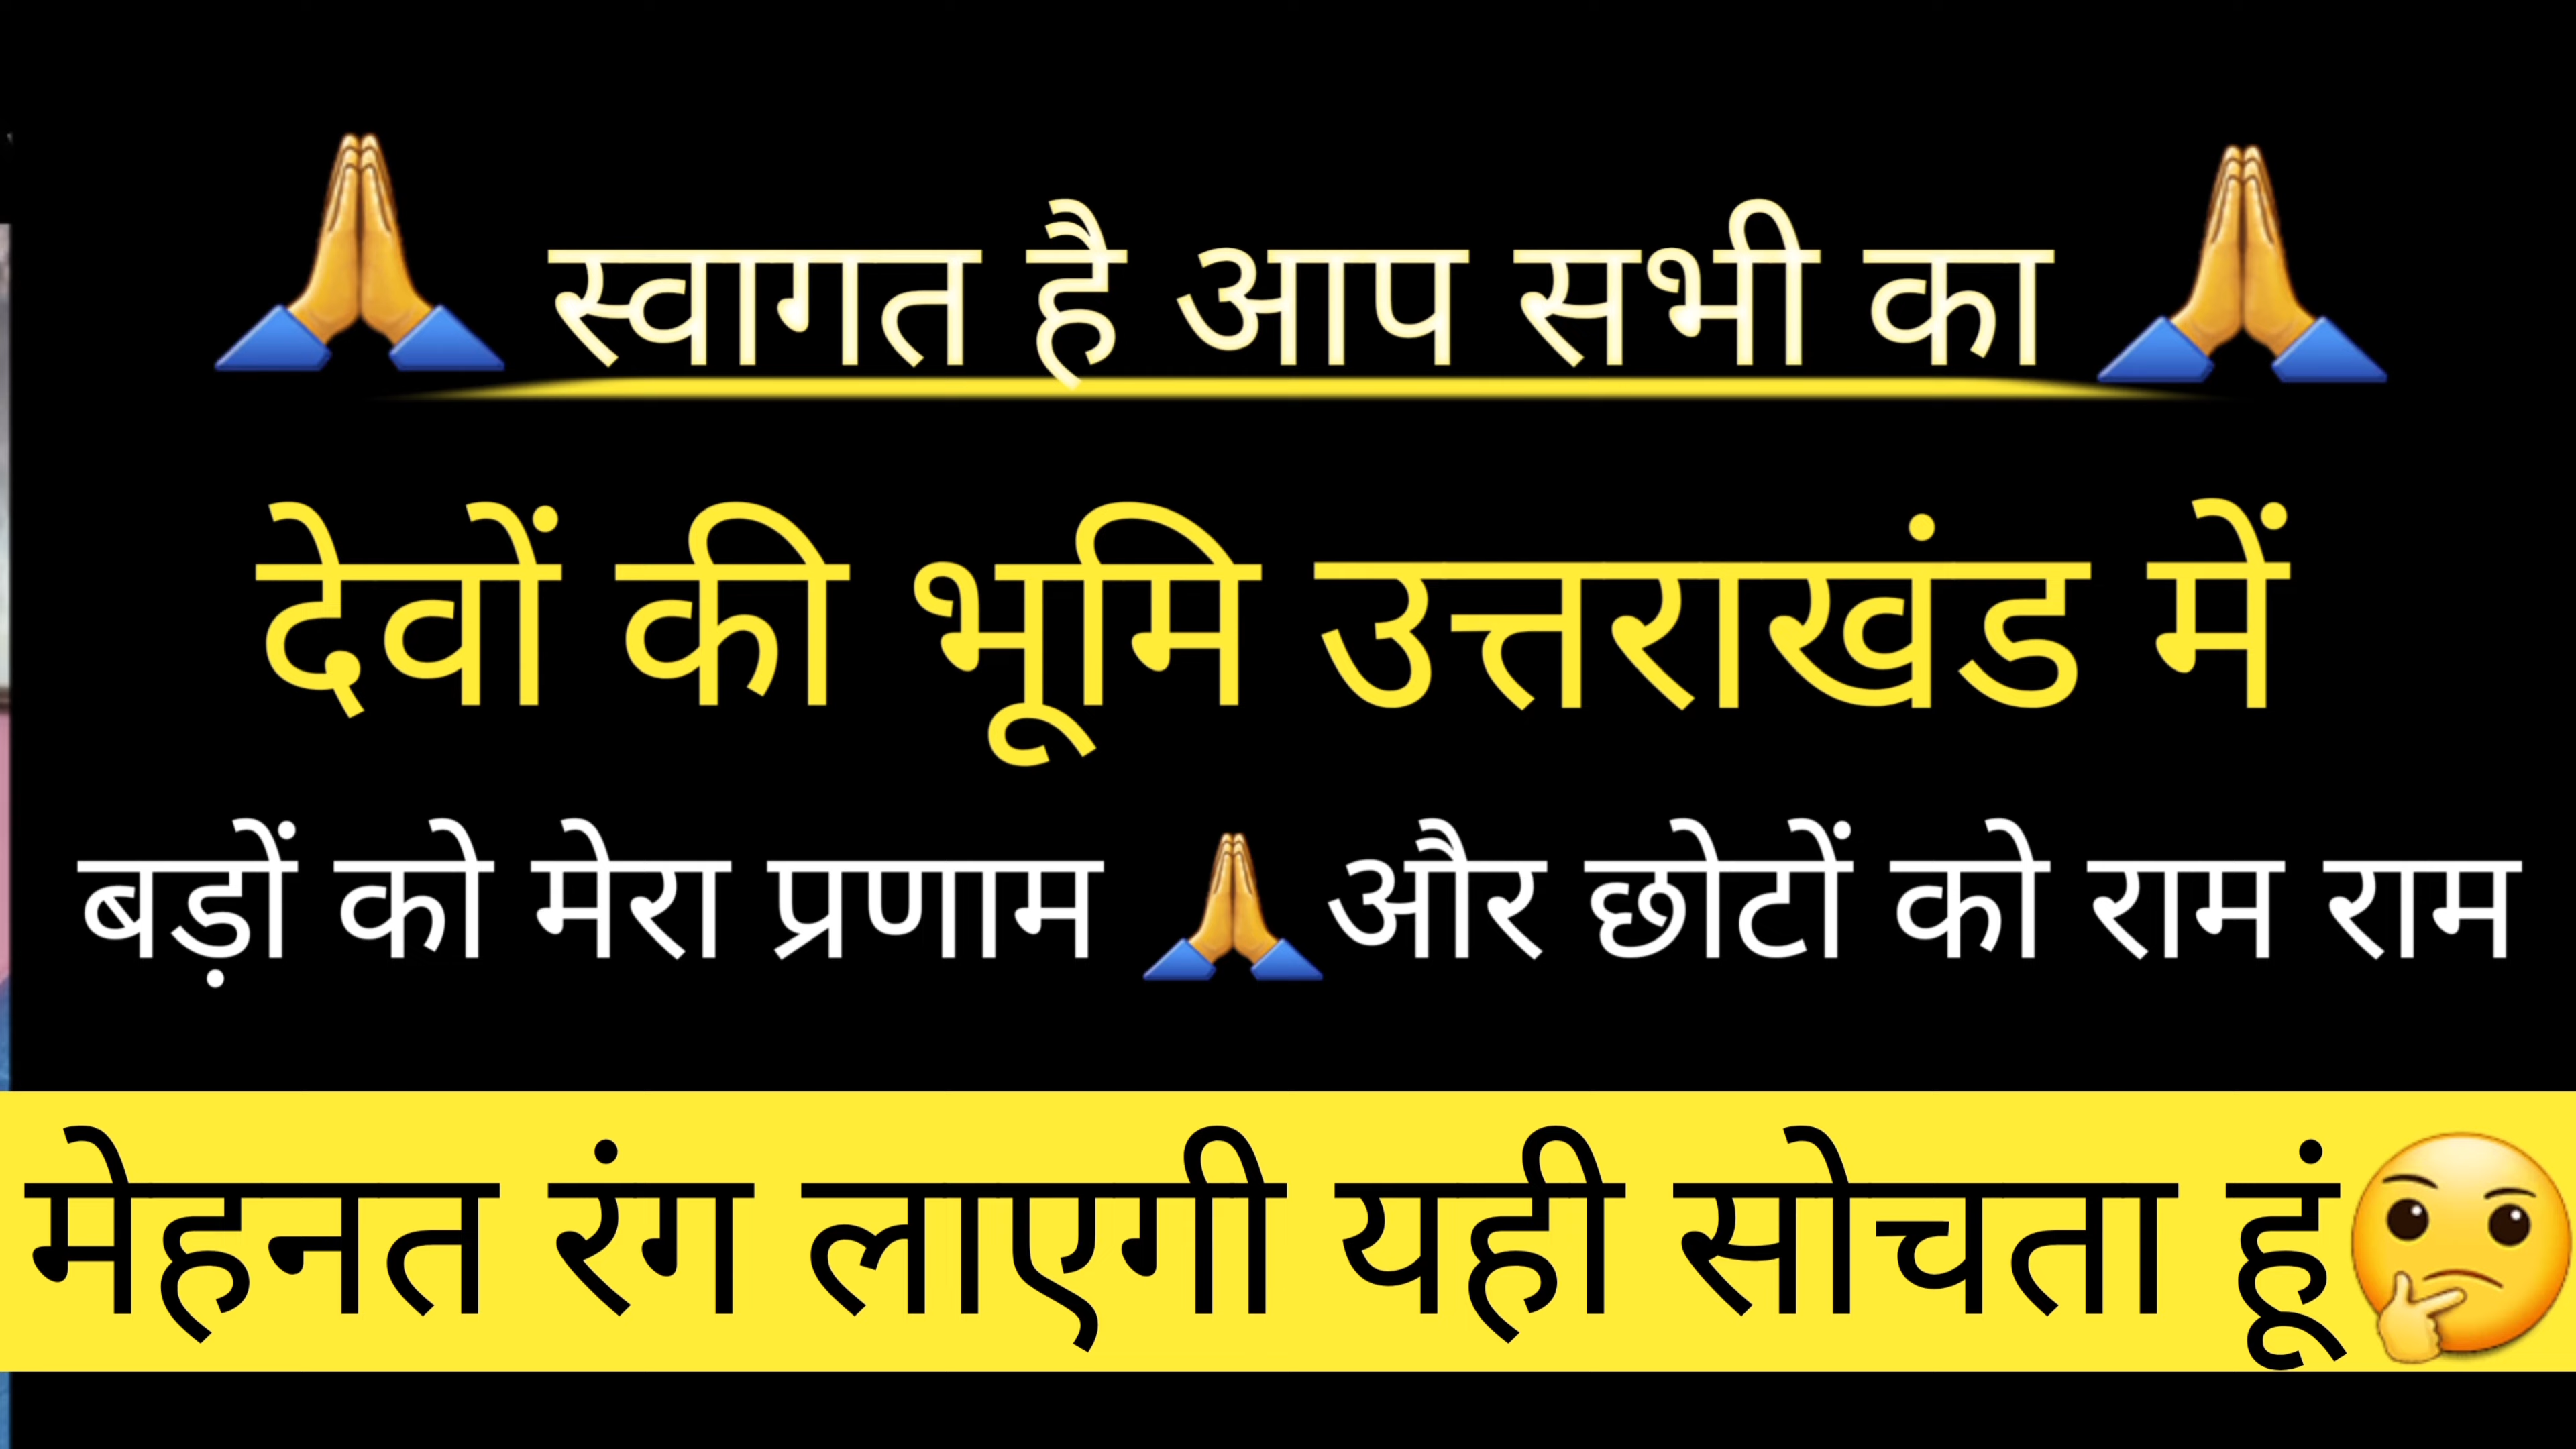 🙏 स्वागत है आप सभी का 🙏
देवों की भूमि उत्तराखंड में
बड़ों को मेरा प्रणाम 🙏और छोटों को राम राम
मेहनत रंग लाएगी यही सोचता हूं🤔